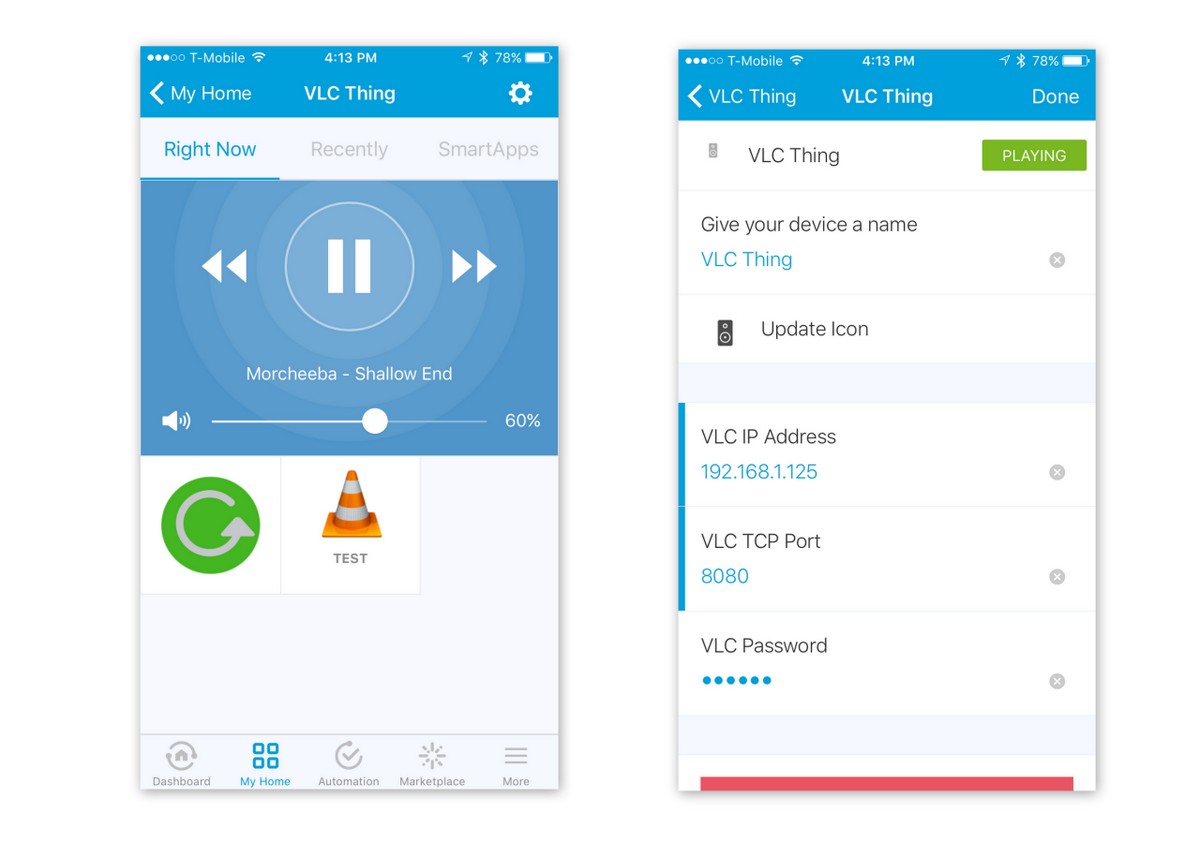 T-Mobile 4:13 PM 78%
My Home VLC Thing
Right Now Recently SmartApps
Morcheeba - Shallow End
60%
TEST
Dashboard My Home Automation Marketplace More
T-Mobile 4:13 PM 78%
VLC Thing VLC Thing Done
VLC Thing PLAYING
Give your device a name
VLC Thing
Update Icon
VLC IP Address
192.168.1.125
VLC TCP Port
8080
VLC Password
••••••